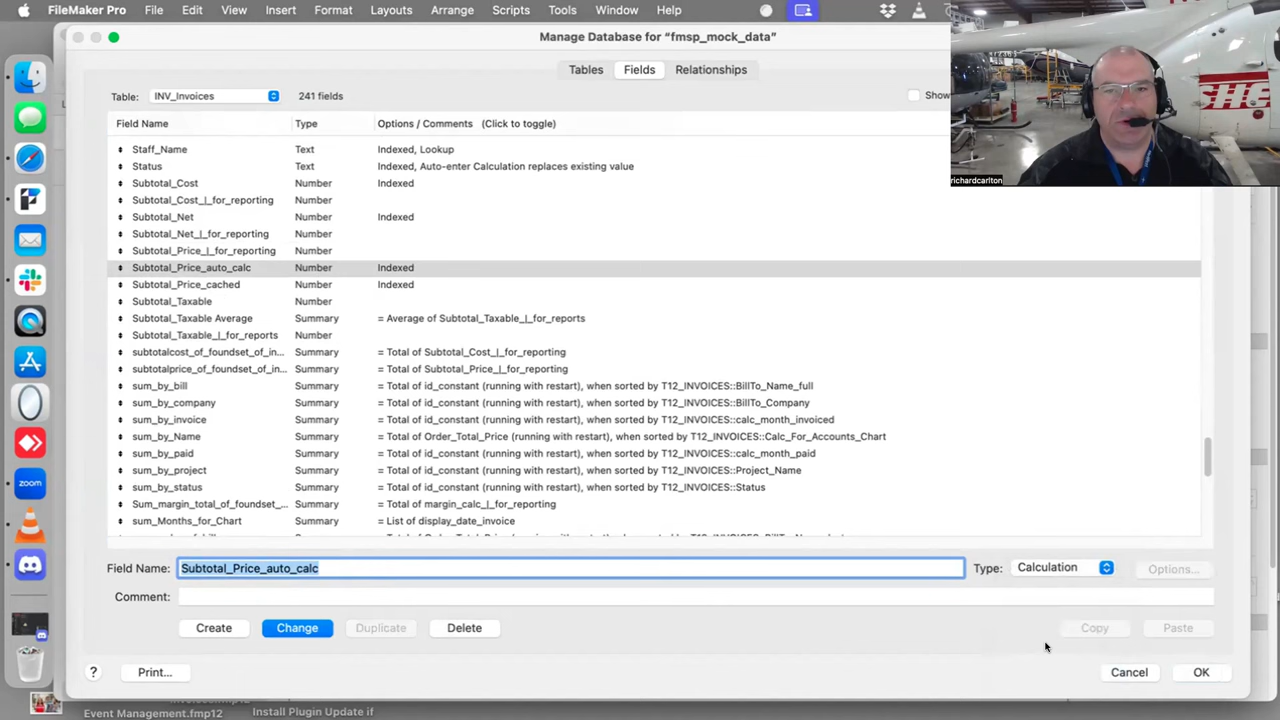 FileMaker Pro File Edit View Insert Format Layouts Arrange Scripts Tools Window Help
Manage Database for “fmsp_mock_data”
Tables Fields Relationships
Table: INV_Invoices 241 fields Show
Field Name Type Options / Comments (Click to toggle)
Staff_Name Text Indexed, Lookup
Status Text Indexed, Auto-enter Calculation replaces existing value
Subtotal_Cost Number Indexed
Subtotal_Cost_|_for_reporting Number
Subtotal_Net Number Indexed
Subtotal_Net_|_for_reporting Number
Subtotal_Price_|_for_reporting Number
Subtotal_Price_auto_calc Number Indexed
Subtotal_Price_cached Number Indexed
Subtotal_Taxable Number
Subtotal_Taxable Average Summary = Average of Subtotal_Taxable_|_for_reports
Subtotal_Taxable_|_for_reports Number
subtotalcost_of_foundset_of_in... Summary = Total of Subtotal_Cost_|_for_reporting
subtotalprice_of_foundset_of_in... Summary = Total of Subtotal_Price_|_for_reporting
sum_by_bill Summary = Total of id_constant (running with restart), when sorted by T12_INVOICES::BillTo_Name_full
sum_by_company Summary = Total of id_constant (running with restart), when sorted by T12_INVOICES::BillTo_Company
sum_by_invoice Summary = Total of id_constant (running with restart), when sorted by T12_INVOICES::calc_month_invoiced
sum_by_Name Summary = Total of Order_Total_Price (running with restart), when sorted by T12_INVOICES::Calc_For_Accounts_Chart
sum_by_paid Summary = Total of id_constant (running with restart), when sorted by T12_INVOICES::calc_month_paid
sum_by_project Summary = Total of id_constant (running with restart), when sorted by T12_INVOICES::Project_Name
sum_by_status Summary = Total of id_constant (running with restart), when sorted by T12_INVOICES::Status
Sum_margin_total_of_foundset_... Summary = Total of margin_calc_|_for_reporting
sum_Months_for_Chart Summary = List of display_date_invoice
Field Name: Subtotal_Price_auto_calc Type: Calculation Options...
Comment:
Create Change Duplicate Delete Copy Paste
? Print... Cancel OK
Event Management.fmp12 Install Plugin Update if
richardcarlton
zoom